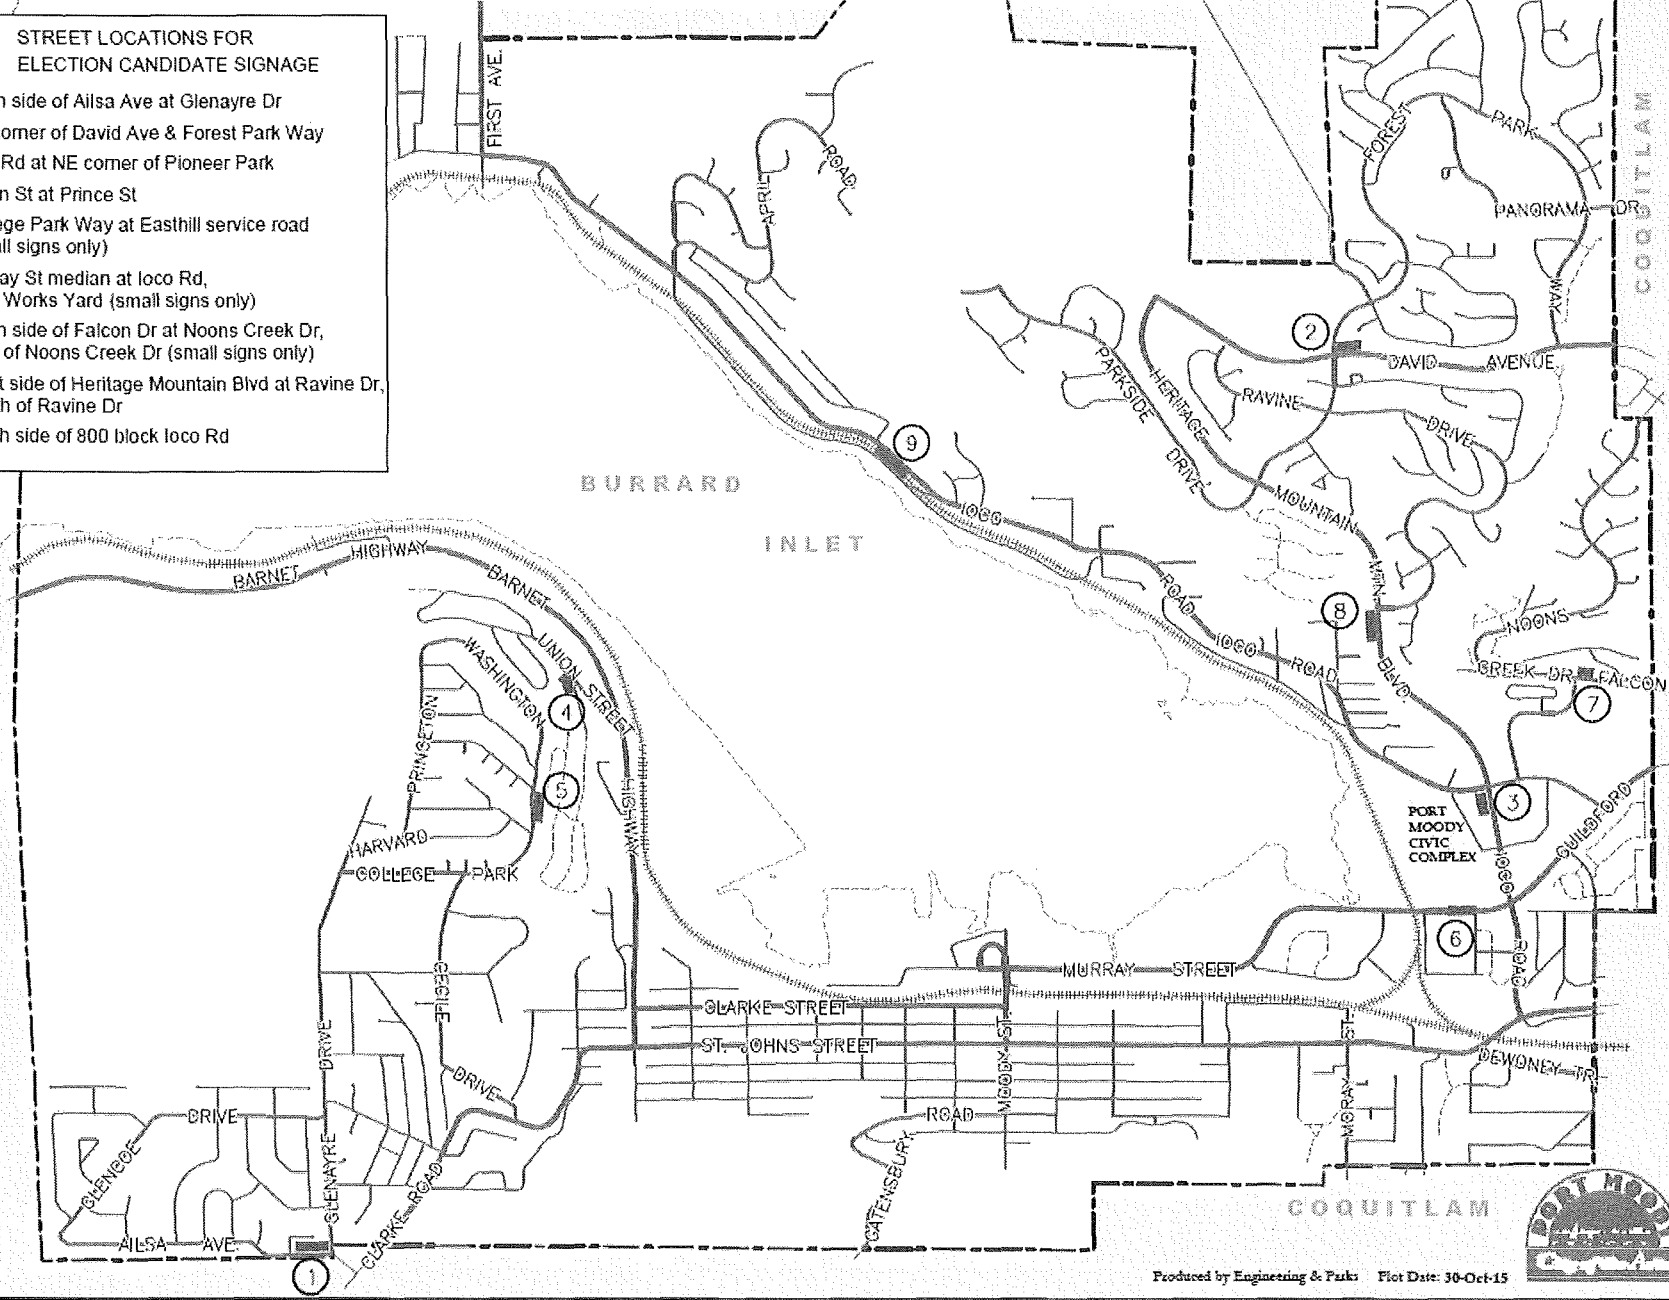 STREET LOCATIONS FOR
ELECTION CANDIDATE SIGNAGE
side of Ailsa Ave at Glenayre Dr
of David Ave & Forest Park Way
Rd at NE corner of Pioneer Park
St at Prince St
Park Way at Easthill service road
signs only)
St median at Ioco Rd,
Works Yard (small signs only)
side of Falcon Dr at Noons Creek Dr,
of Noons Creek Dr (small signs only)
side of Heritage Mountain Blvd at Ravine Dr,
of Ravine Dr
side of 800 block Ioco Rd
FIRST AVE.
APRIL ROAD
FOREST PARK WAY
PANORAMA DR.
COQUITLAM
2
DAVID AVENUE
PARKSIDE DRIVE
HERITAGE MOUNTAIN BLVD.
RAVINE DRIVE
9
BURRARD
INLET
IOCO ROAD
IOCO ROAD
BARNET HIGHWAY
BARNET HIGHWAY
8
NOONS CREEK DR.
FALCON
7
WASHINGTON
UNION STREET
4
PRINCETON
5
3
PORT
MOODY
CIVIC
COMPLEX
GUILDFORD
IOCO ROAD
HARVARD
COLLEGE PARK
6
MURRAY STREET
CECILE DRIVE
CLARKE STREET
ST. JOHNS STREET
MOODY ST.
MORAY ST.
DEWDNEY TR.
GLENAYRE DRIVE
GLENCOE DRIVE
GATENSBURY ROAD
CLARKE ROAD
AILSA AVE.
1
COQUITLAM
PORT MOODY
Produced by Engineering & Parks Plot Date: 30-Oct-15